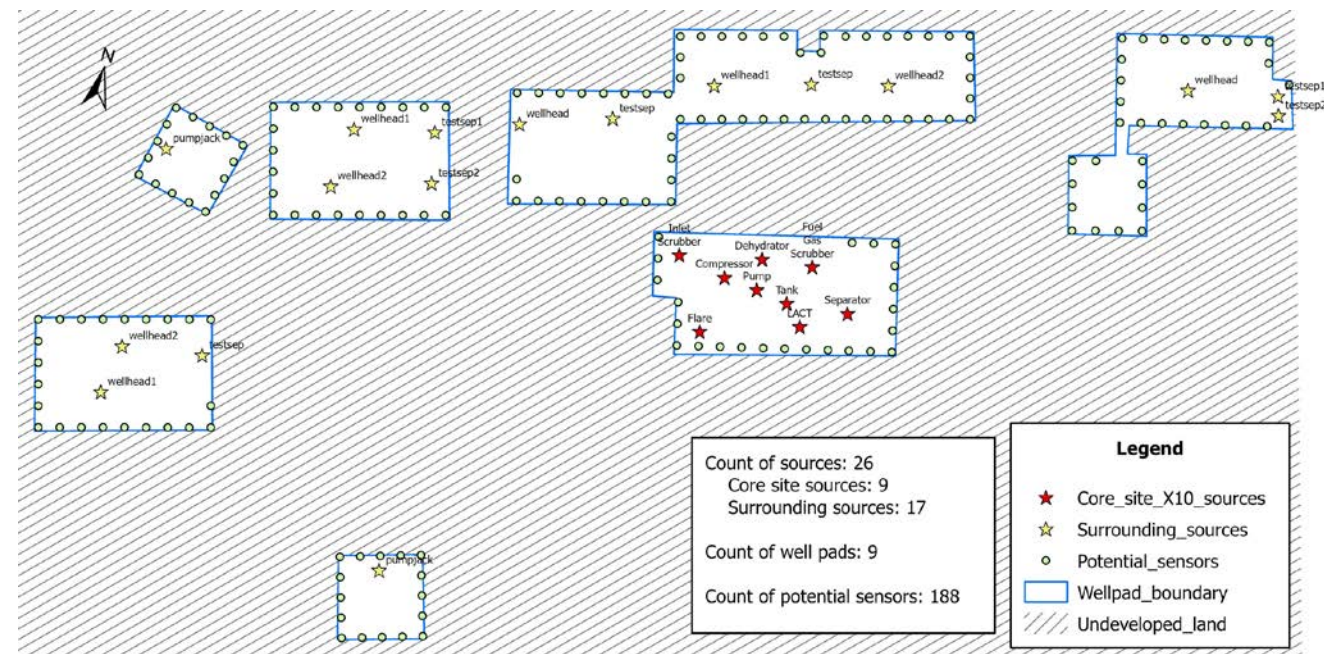 N
pumpjack
wellhead1
testsep1
wellhead2
testsep2
wellhead
testsep
wellhead1
testsep
wellhead2
wellhead
testsep1
testsep2
Inlet
Scrubber
Dehydrator
Fuel
Gas
Scrubber
Compressor
Pump
Tank
Separator
Flare
LACT
wellhead2
testsep
wellhead1
pumpjack
Count of sources: 26
Core site sources: 9
Surrounding sources: 17
Count of well pads: 9
Count of potential sensors: 188
Legend
Core_site_X10_sources
Surrounding_sources
Potential_sensors
Wellpad_boundary
Undeveloped_land